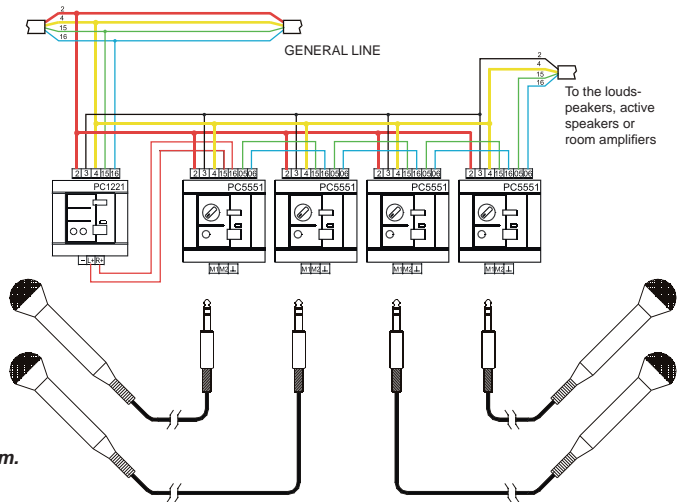 2
4
15
16
GENERAL LINE
2
4
15
16
To the louds-
peakers, active
speakers or
room amplifiers
2 3 4 15 16
PC1221
- L+ R+
2 3 4 15 16 05 06
PC5551
M1 M2 ⊥
2 3 4 15 16 05 06
PC5551
M1 M2 ⊥
2 3 4 15 16 05 06
PC5551
M1 M2 ⊥
2 3 4 15 16 05 06
PC5551
M1 M2 ⊥
m.